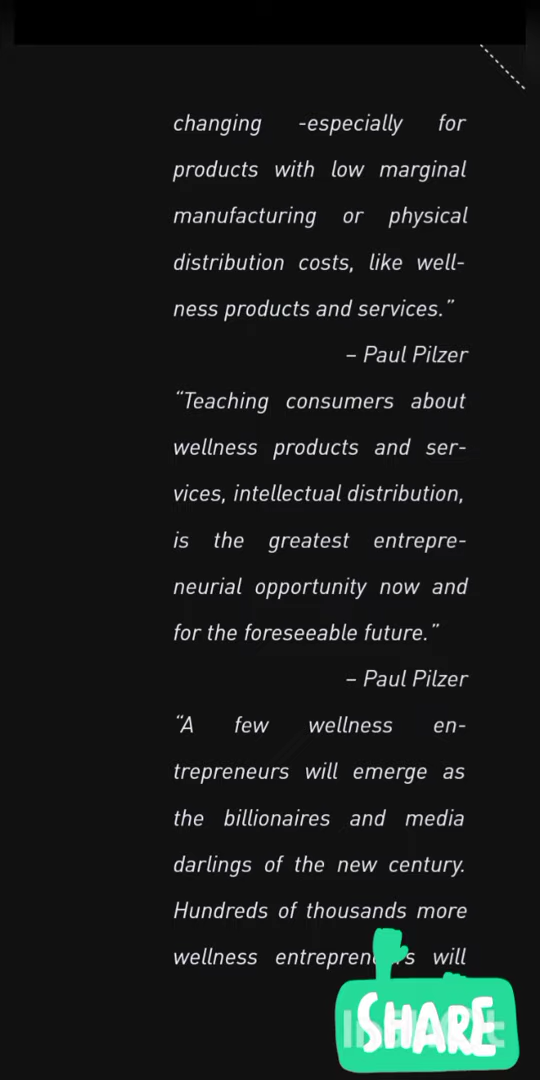 changing -especially for
products with low marginal
manufacturing or physical
distribution costs, like well-
ness products and services.”
– Paul Pilzer
“Teaching consumers about
wellness products and ser-
vices, intellectual distribution,
is the greatest entrepre-
neurial opportunity now and
for the foreseeable future.”
– Paul Pilzer
“A few wellness en-
trepreneurs will emerge as
the billionaires and media
darlings of the new century.
Hundreds of thousands more
wellness entrepreneurs will
SHARE